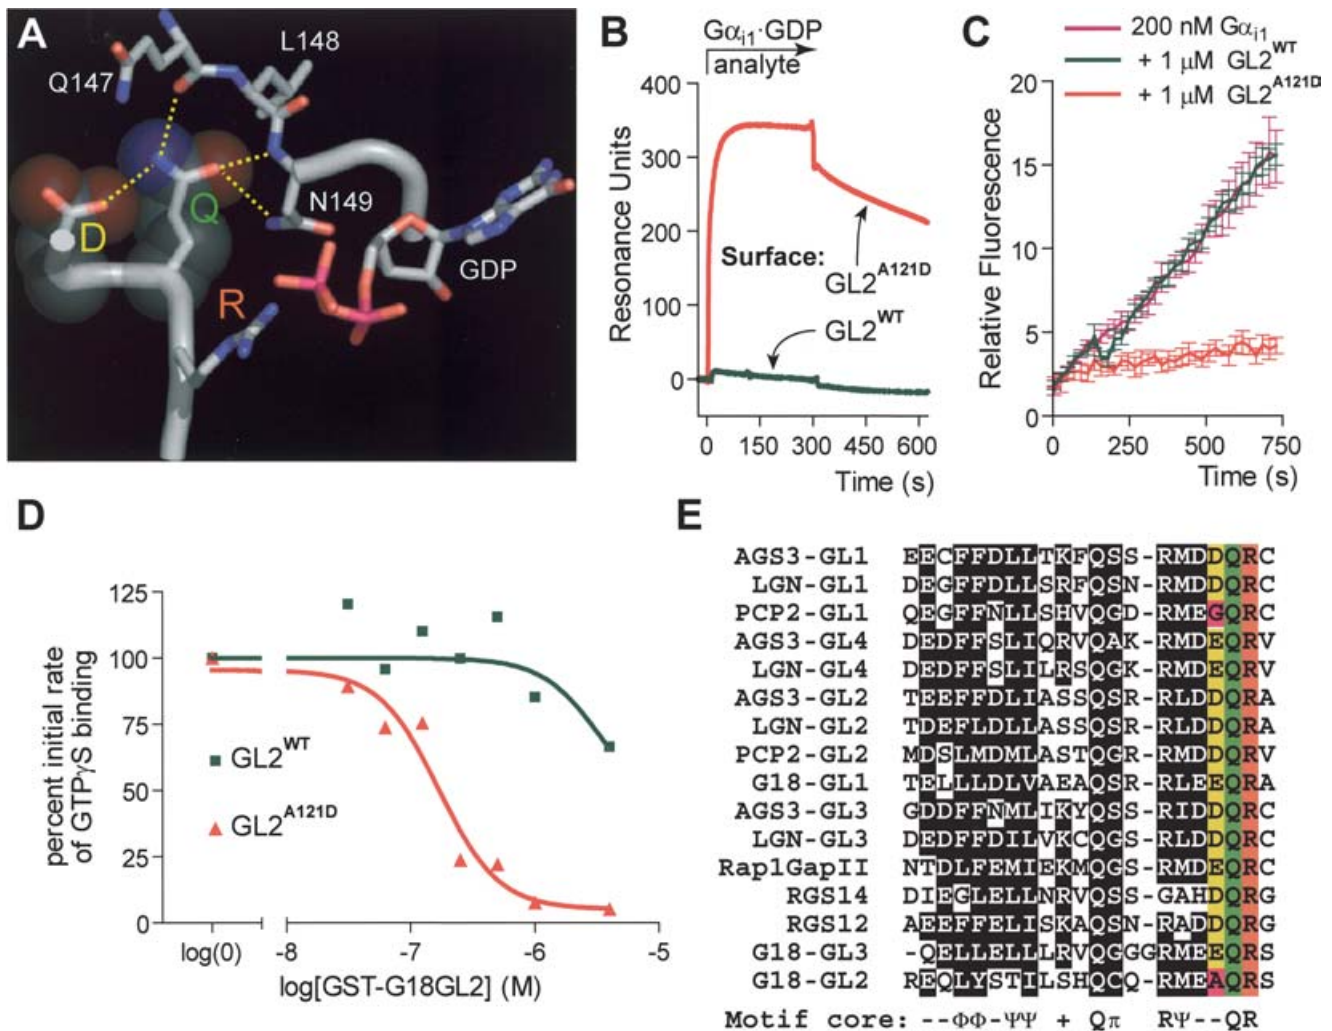 A
Q147
L148
N149
GDP
D
Q
R
B
Gαi1·GDP
analyte
400
300
200
100
0
Resonance Units
Surface:
GL2A121D
GL2WT
0 150 300 450 600
Time (s)
C
200 nM Gαi1
+ 1 μM GL2WT
+ 1 μM GL2A121D
20
15
10
5
0
Relative Fluorescence
0 250 500 750
Time (s)
D
125
100
75
50
25
0
percent initial rate
of GTPγS binding
GL2WT
GL2A121D
log(0) -8 -7 -6 -5
log[GST-G18GL2] (M)
E
AGS3-GL1 EECFFDLLTKFQSS-RMDDQRC
LGN-GL1 DEGFFDLLSRFQSN-RMDDQRC
PCP2-GL1 QEGFFNLLSHVQGD-RMEGQRC
AGS3-GL4 DEDFFSLIQRVQAK-RMDEQRV
LGN-GL4 DEDFFSLILRSQGK-RMDEQRV
AGS3-GL2 TEEFFDLIASSQSR-RLDDQRA
LGN-GL2 TDEFLDLLASSQSR-RLDDQRA
PCP2-GL2 MDSLMDMLASTQGR-RMDDQRV
G18-GL1 TELLLDLVAEAQSR-RLEEQRA
AGS3-GL3 GDDFFNMLIKYQSS-RIDDQRC
LGN-GL3 DEDFFDILVKCQGS-RLDDQRC
Rap1GapII NTDLFEMIEKMQGS-RMDEQRC
RGS14 DIEGLELLNRVQSS-GAHDQRG
RGS12 AEEFFELISKAQSN-RADDQRG
G18-GL3 -QELLELLLRVQGGGRMEEQRS
G18-GL2 REQLYSTILSHQCQ-RMEAQRS
Motif core: --ΦΦ-ΨΨ + Qπ RΨ--QR